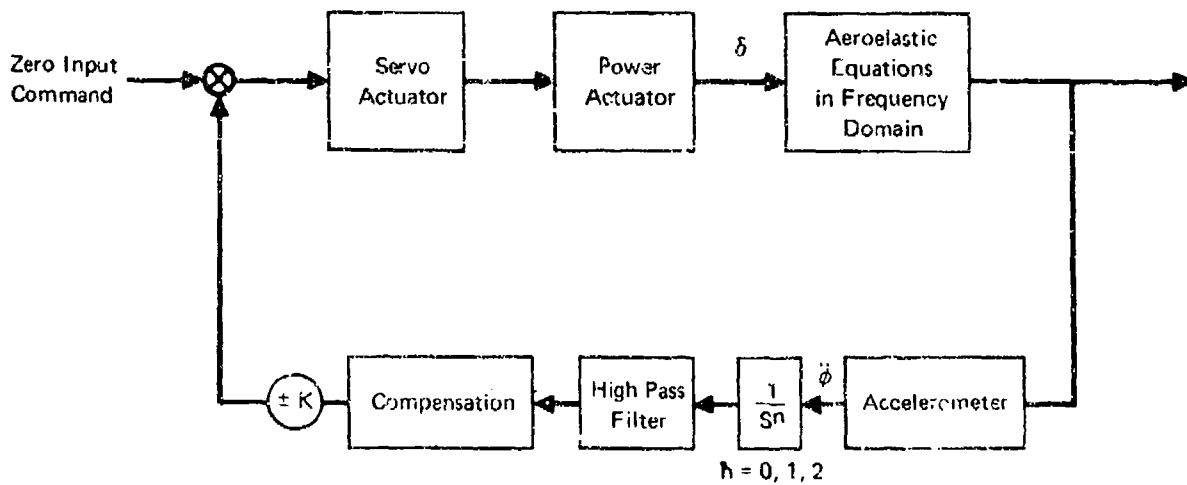 Zero Input
Command
Servo
Actuator
Power
Actuator
δ
Aeroelastic
Equations
in Frequency
Domain
± K
Compensation
High Pass
Filter
1
Sⁿ
n = 0, 1, 2
φ̈
Accelerometer